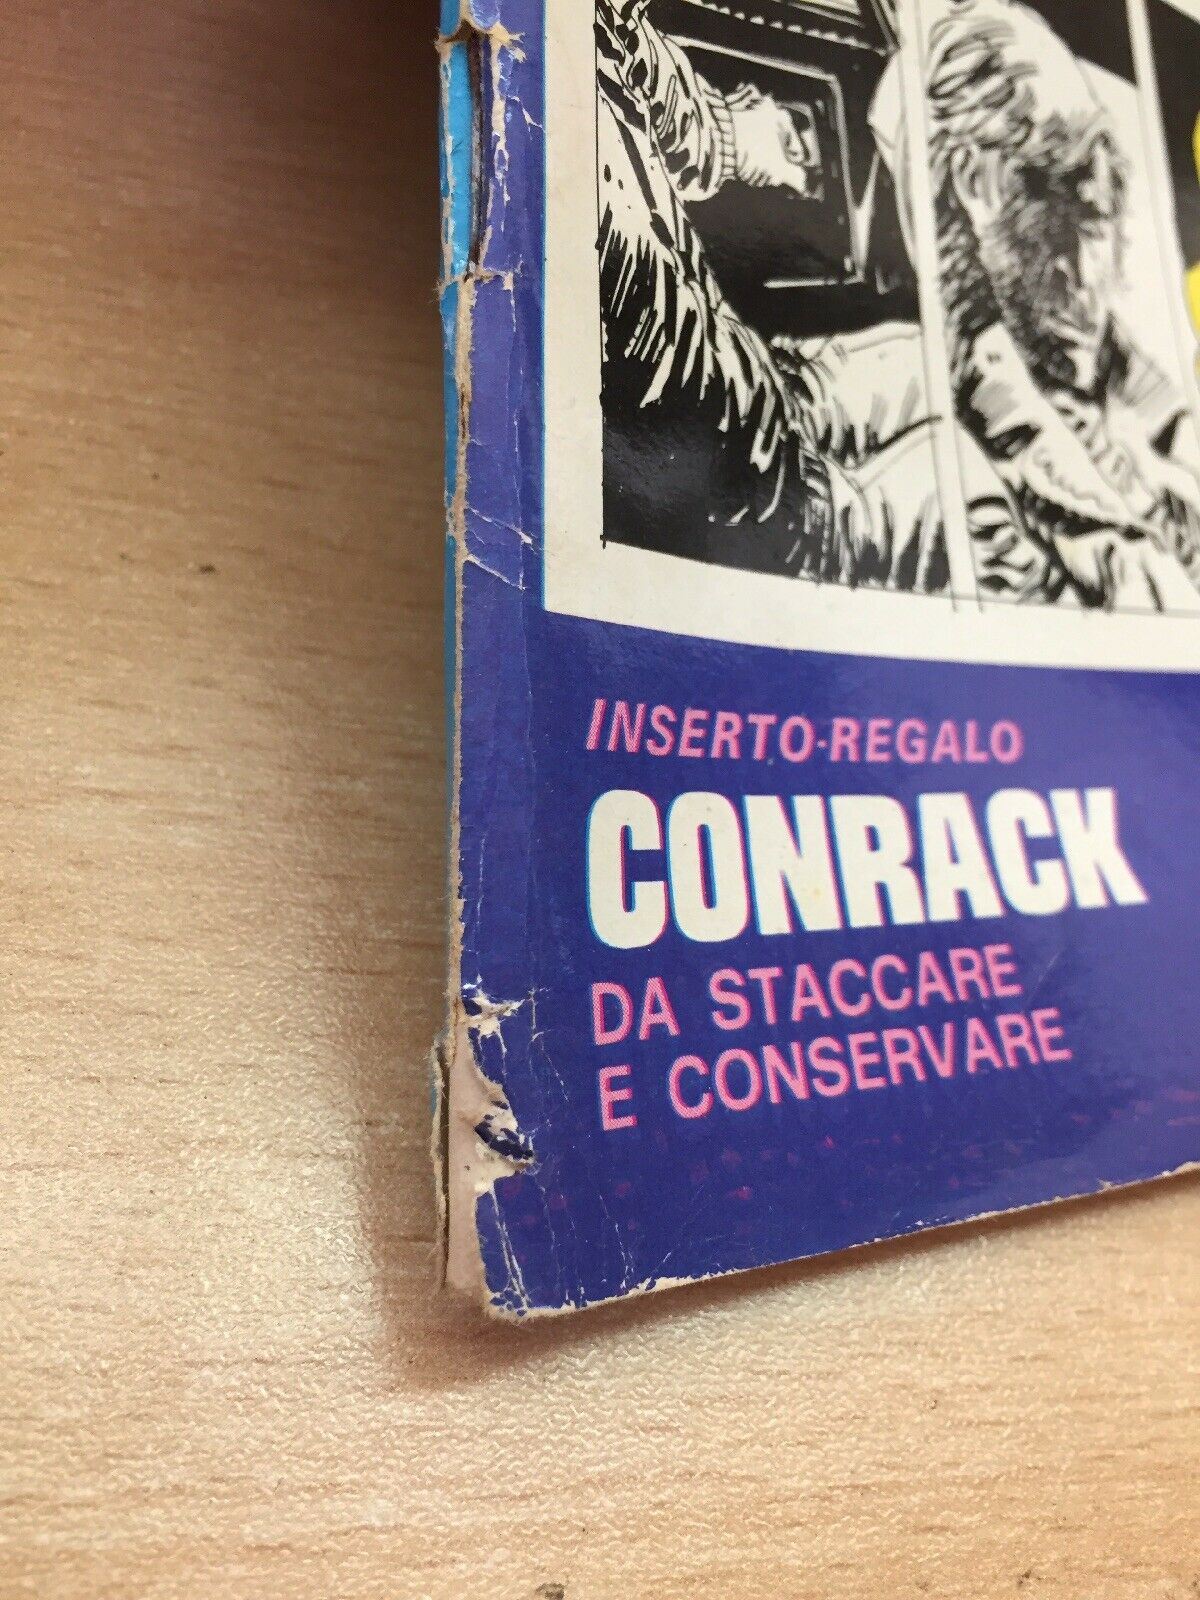 INSERTO-REGALO
CONRACK
DA STACCARE
E CONSERVARE